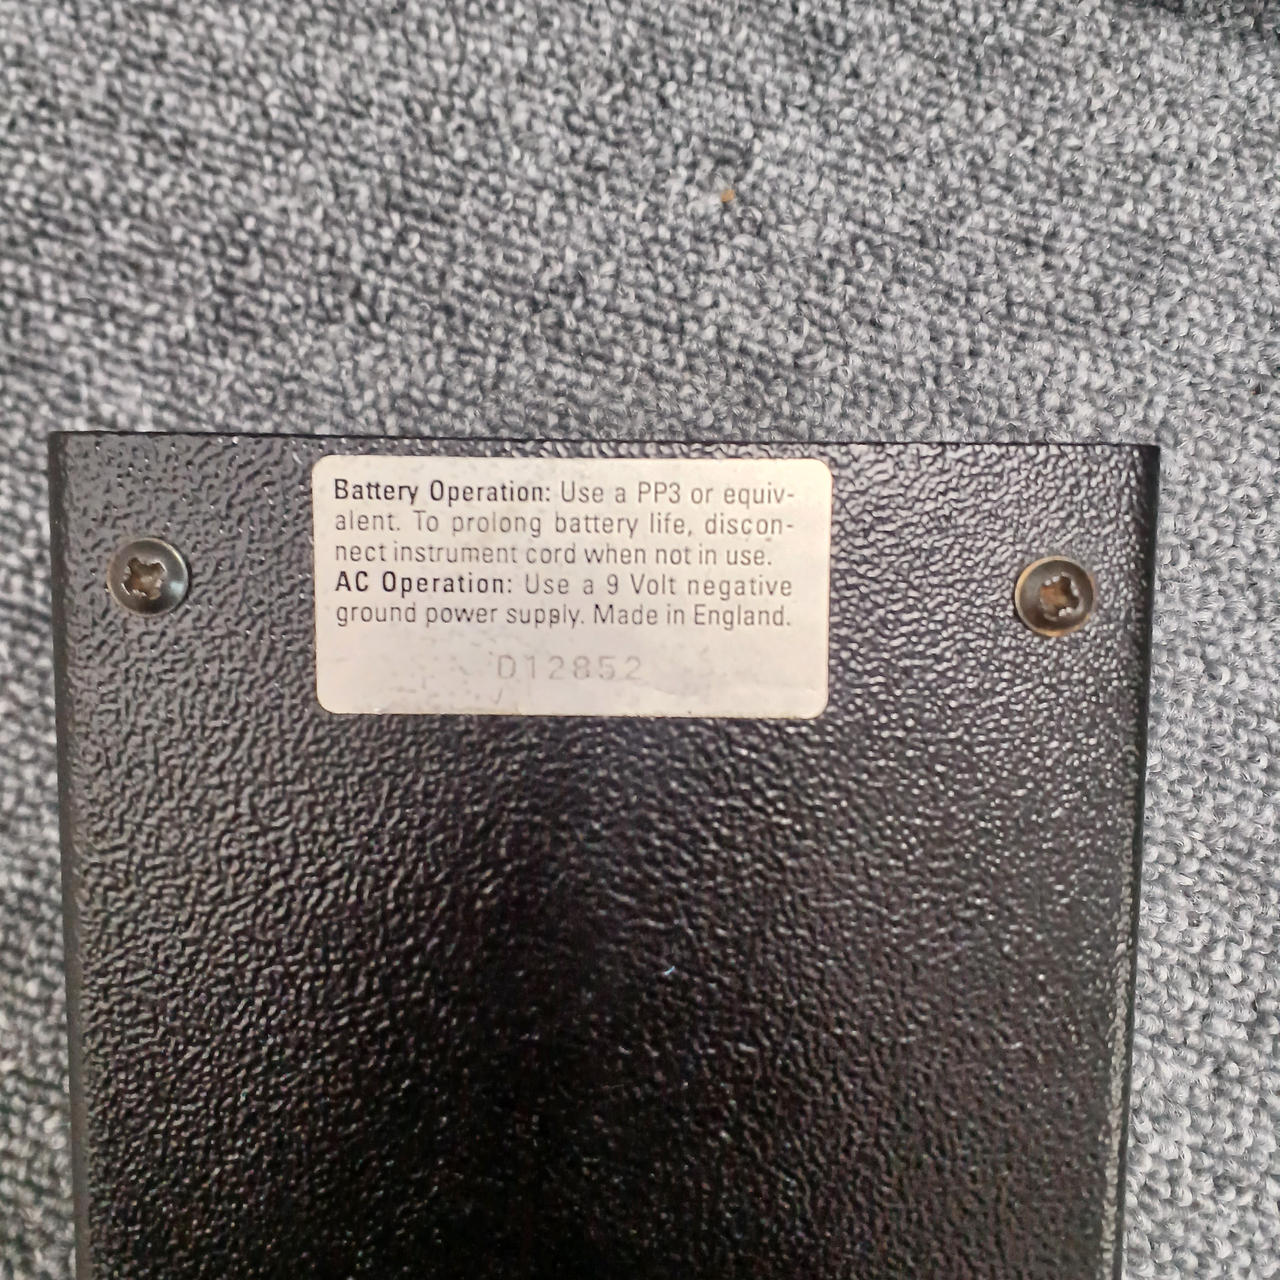 Battery Operation: Use a PP3 or equiv-
alent. To prolong battery life, discon-
nect instrument cord when not in use.
AC Operation: Use a 9 Volt negative
ground power supply. Made in England.
D12852